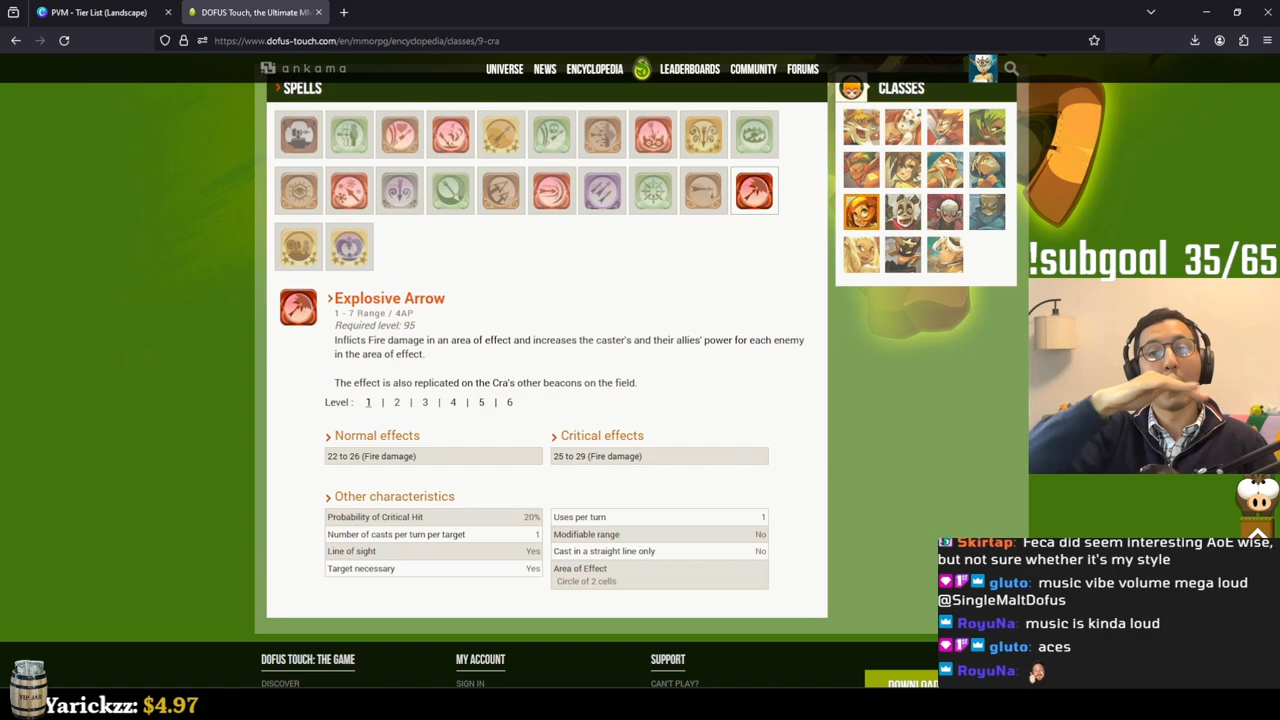 PVM - Tier List (Landscape)
DOFUS Touch, the Ultimate MM
https://www.dofus-touch.com/en/mmorpg/encyclopedia/classes/9-cra
ankama
UNIVERSE
NEWS
ENCYCLOPEDIA
LEADERBOARDS
COMMUNITY
FORUMS
SPELLS
CLASSES
Explosive Arrow
1 - 7 Range / 4AP
Required level: 95
Inflicts Fire damage in an area of effect and increases the caster's and their allies' power for each enemy
in the area of effect.
The effect is also replicated on the Cra's other beacons on the field.
Level : 1 | 2 | 3 | 4 | 5 | 6
Normal effects
22 to 26 (Fire damage)
Critical effects
25 to 29 (Fire damage)
Other characteristics
Probability of Critical Hit 20%
Number of casts per turn per target 1
Line of sight Yes
Target necessary Yes
Uses per turn 1
Modifiable range No
Cast in a straight line only No
Area of Effect
Circle of 2 cells
!subgoal 35/65
Skirtap: Feca did seem interesting AoE wise,
but not sure whether it's my style
gluto: music vibe volume mega loud
@SingleMaltDofus
RoyuNa: music is kinda loud
gluto: aces
RoyuNa:
DOFUS TOUCH: THE GAME
MY ACCOUNT
SUPPORT
DISCOVER
SIGN IN
CAN'T PLAY?
DOWNLOAD
TIP JAR
Yarickzz: $4.97